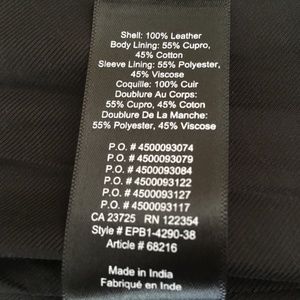 Shell: 100% Leather
Body Lining: 55% Cupro,
45% Cotton
Sleeve Lining: 55% Polyester,
45% Viscose
Coquille: 100% Cuir
Doublure Au Corps:
55% Cupro, 45% Coton
Doublure De La Manche:
55% Polyester, 45% Viscose
P.O. # 4500093074
P.O. # 4500093079
P.O. # 4500093084
P.O. # 4500093122
P.O. # 4500093127
P.O. # 4500093117
CA 23725 RN 122354
Style # EPB1-4290-38
Article # 68216
Made in India
Fabriqué en Inde